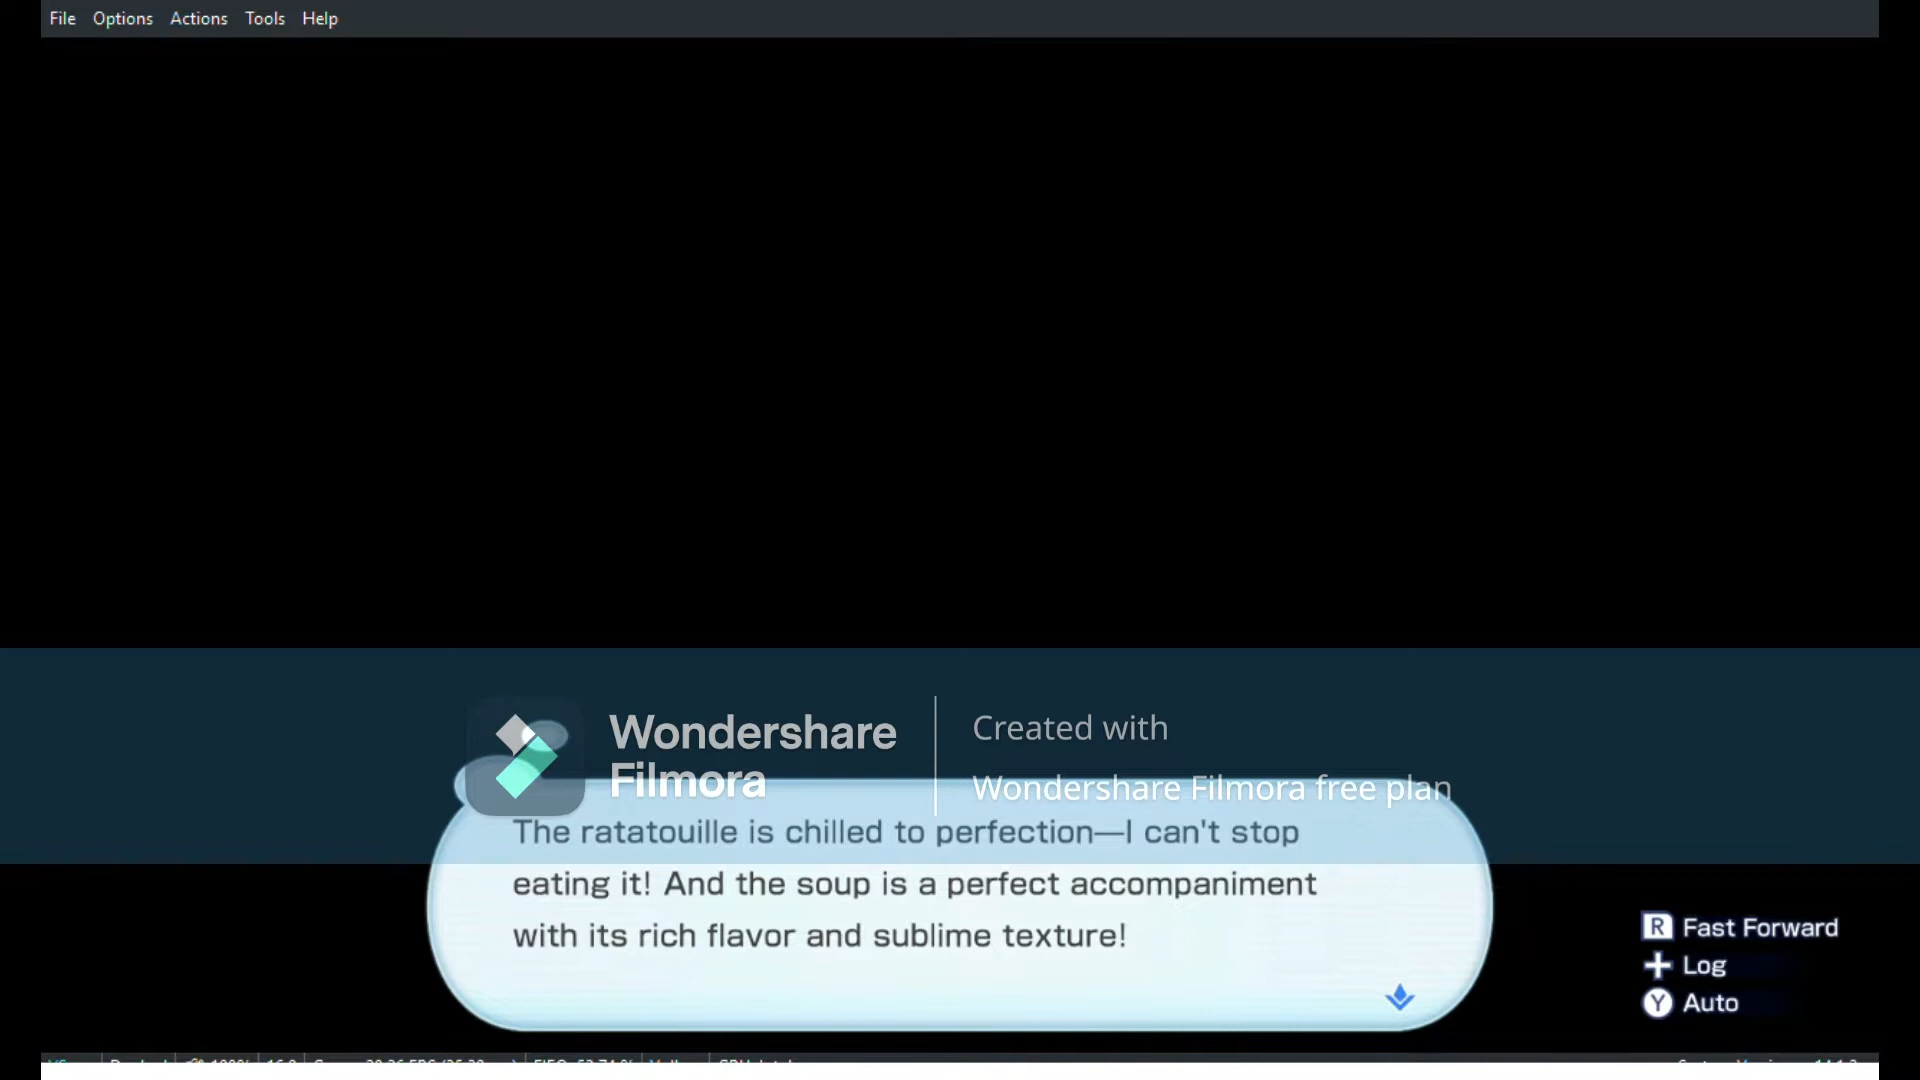 File Options Actions Tools Help
Wondershare
Filmora
Created with
Wondershare Filmora free plan
The ratatouille is chilled to perfection—I can't stop
eating it! And the soup is a perfect accompaniment
with its rich flavor and sublime texture!
R Fast Forward
Log
Y Auto